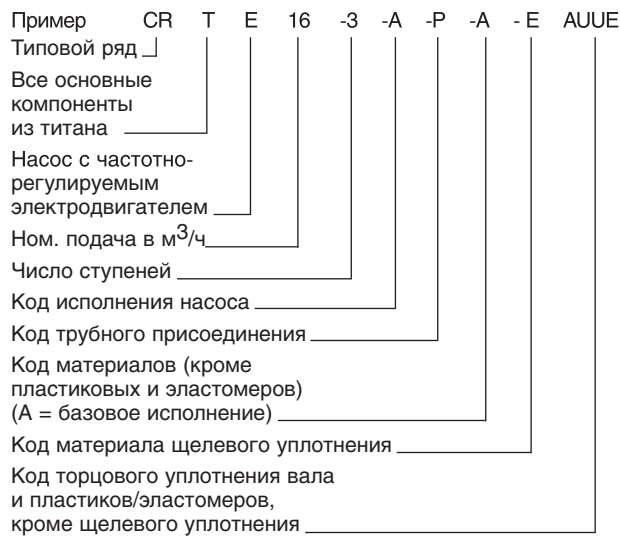 Пример CR T E 16 -3 -A -P -A - E AUUE
Типовой ряд
Все основные
компоненты
из титана
Насос с частотно-
регулируемым
электродвигателем
Ном. подача в м³/ч
Число ступеней
Код исполнения насоса
Код трубного присоединения
Код материалов (кроме
пластиковых и эластомеров)
(А = базовое исполнение)
Код материала щелевого уплотнения
Код торцового уплотнения вала
и пластиков/эластомеров,
кроме щелевого уплотнения